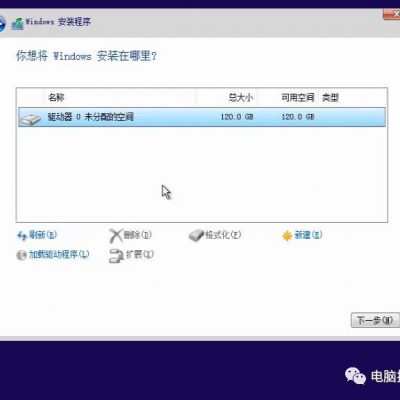 Windows 安装程序
你想将 Windows 安装在哪里?
名称 总大小 可用空间 类型
驱动器 0 未分配的空间 120.0 GB 120.0 GB
刷新(R) 删除(D) 格式化(F) 新建(E)
加载驱动程序(L) 扩展(X)
下一步(N)
电脑